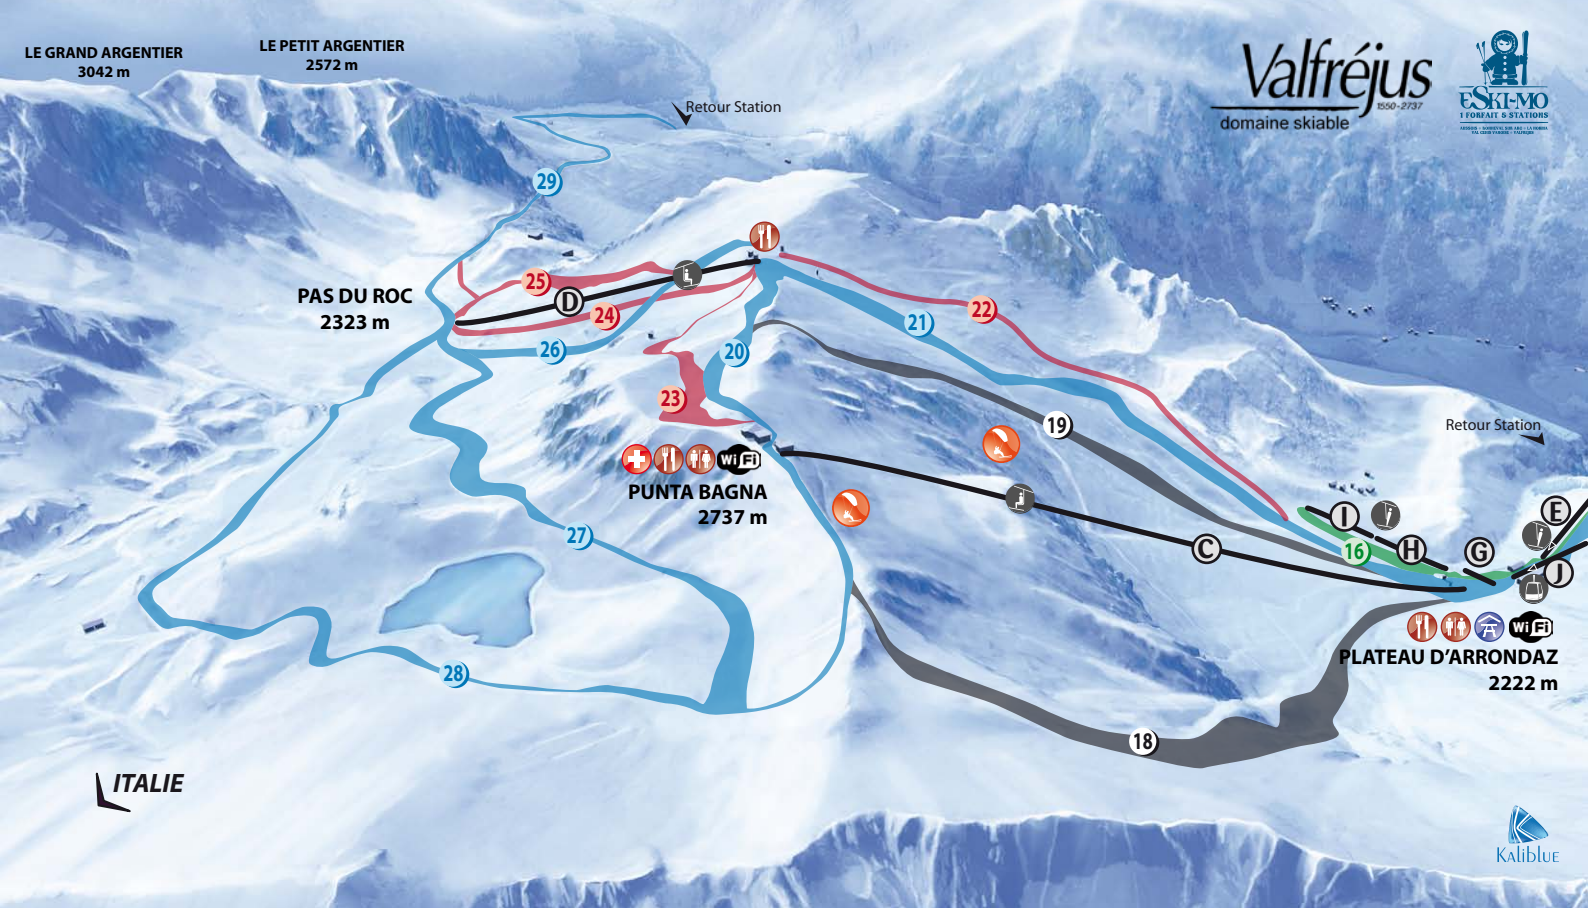 LE GRAND ARGENTIER
3042 m
LE PETIT ARGENTIER
2572 m
Retour Station
Valfréjus
1550-2737
domaine skiable
eSKI-MO
1 FORFAIT 5 STATIONS
29
PAS DU ROC
2323 m
25
D
24
26
20
21
22
23
19
Retour Station
WiFi
PUNTA BAGNA
2737 m
27
C
I
16
H
G
E
J
WiFi
PLATEAU D'ARRONDAZ
2222 m
28
18
ITALIE
KALIBLUE